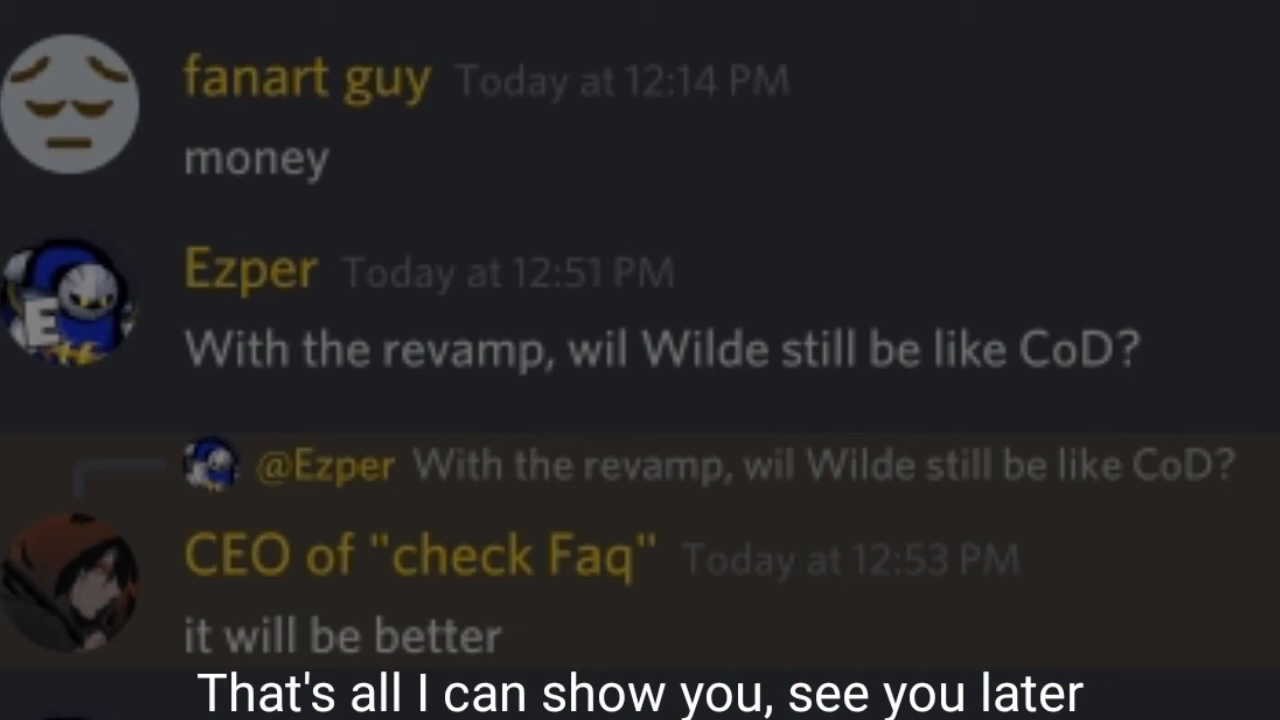 fanart guy Today at 12:14 PM
money
Ezper Today at 12:51 PM
With the revamp, wil Wilde still be like CoD?
@Ezper With the revamp, wil Wilde still be like CoD?
CEO of "check Faq" Today at 12:53 PM
it will be better
That's all I can show you, see you later
E